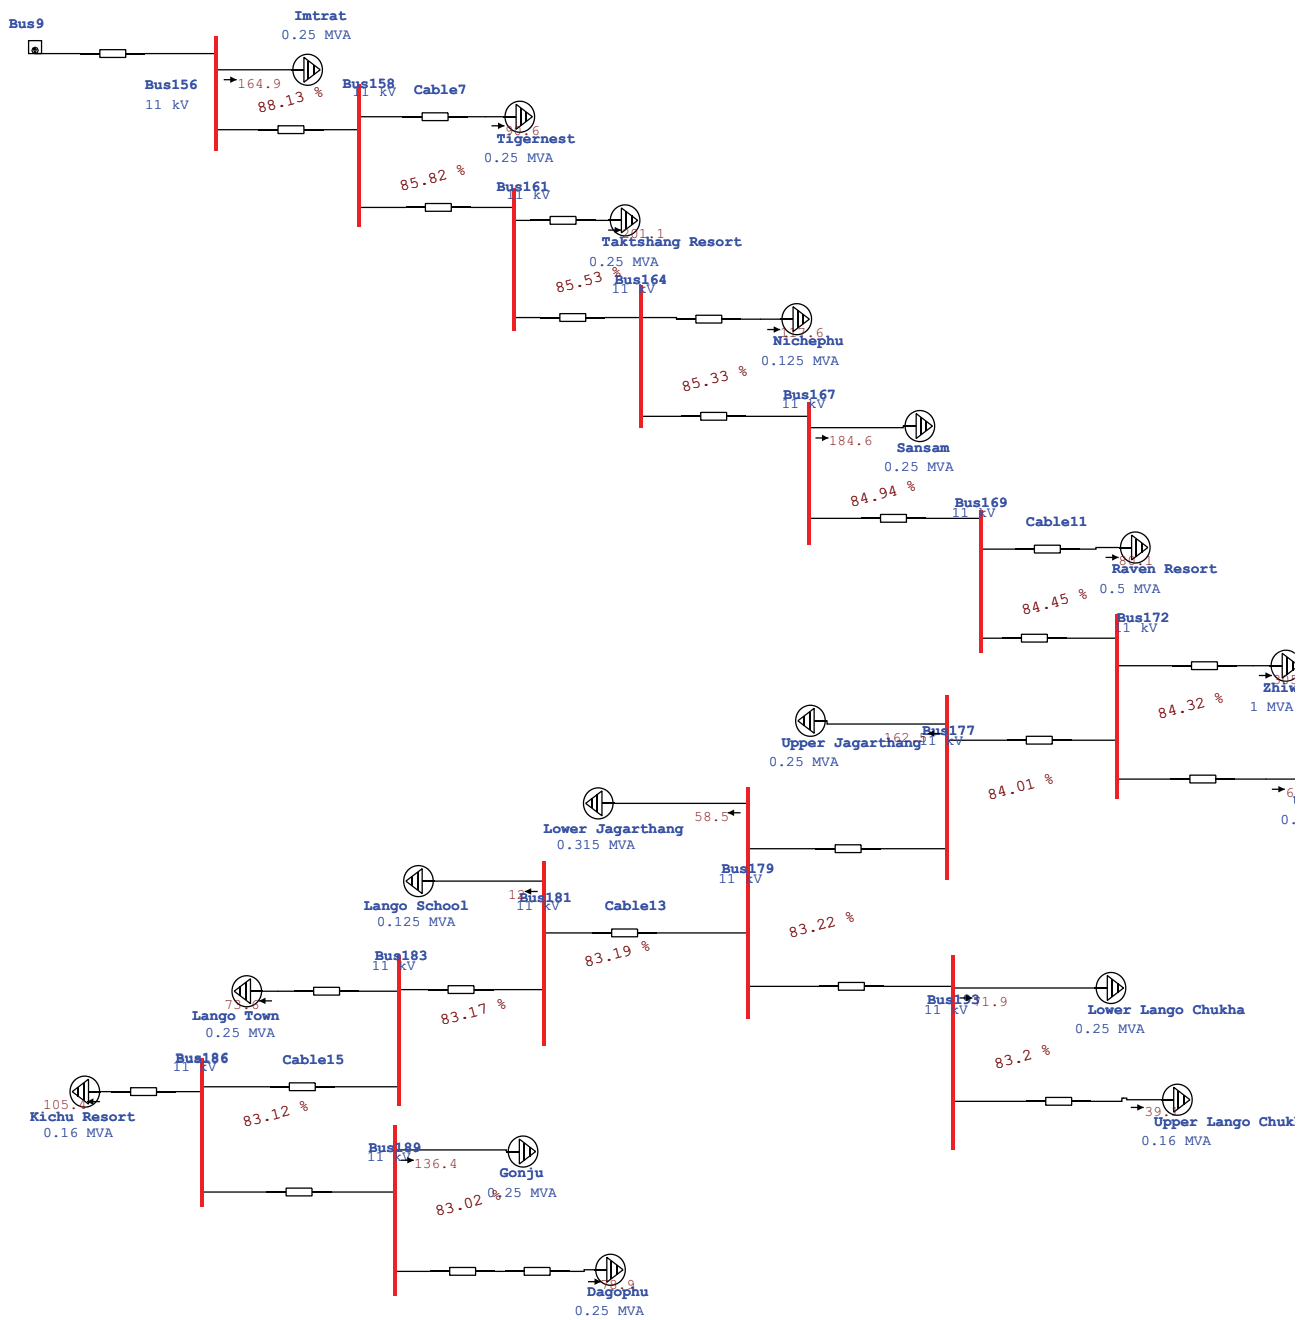 Bus9
Imtrat
0.25 MVA
Bus156
11 kV
164.9
88.13 %
Bus158
11 kV
Cable7
90.6
Tigernest
0.25 MVA
85.82 %
Bus161
11 kV
Taktshang Resort
0.25 MVA
85.53 %
Bus164
11 kV
Nichephu
0.125 MVA
85.33 %
Bus167
11 kV
184.6
Sansam
0.25 MVA
84.94 %
Bus169
11 kV
Cable11
Raven Resort
0.5 MVA
84.45 %
Bus172
11 kV
1 MVA
84.32 %
Bus177
11 kV
Upper Jagarthang
0.25 MVA
84.01 %
Lower Jagarthang
0.315 MVA
58.5
Bus179
11 kV
Lango School
0.125 MVA
Bus181
11 kV
Cable13
83.19 %
83.22 %
Bus183
11 kV
83.17 %
Lango Town
0.25 MVA
Bus193
11 kV
71.9
Lower Lango Chukha
0.25 MVA
83.2 %
Upper Lango
0.16 MVA
Bus186
11 kV
Cable15
83.12 %
Kichu Resort
0.16 MVA
Bus189
11 kV
136.4
Gonju
0.25 MVA
83.02 %
Dagophu
0.25 MVA